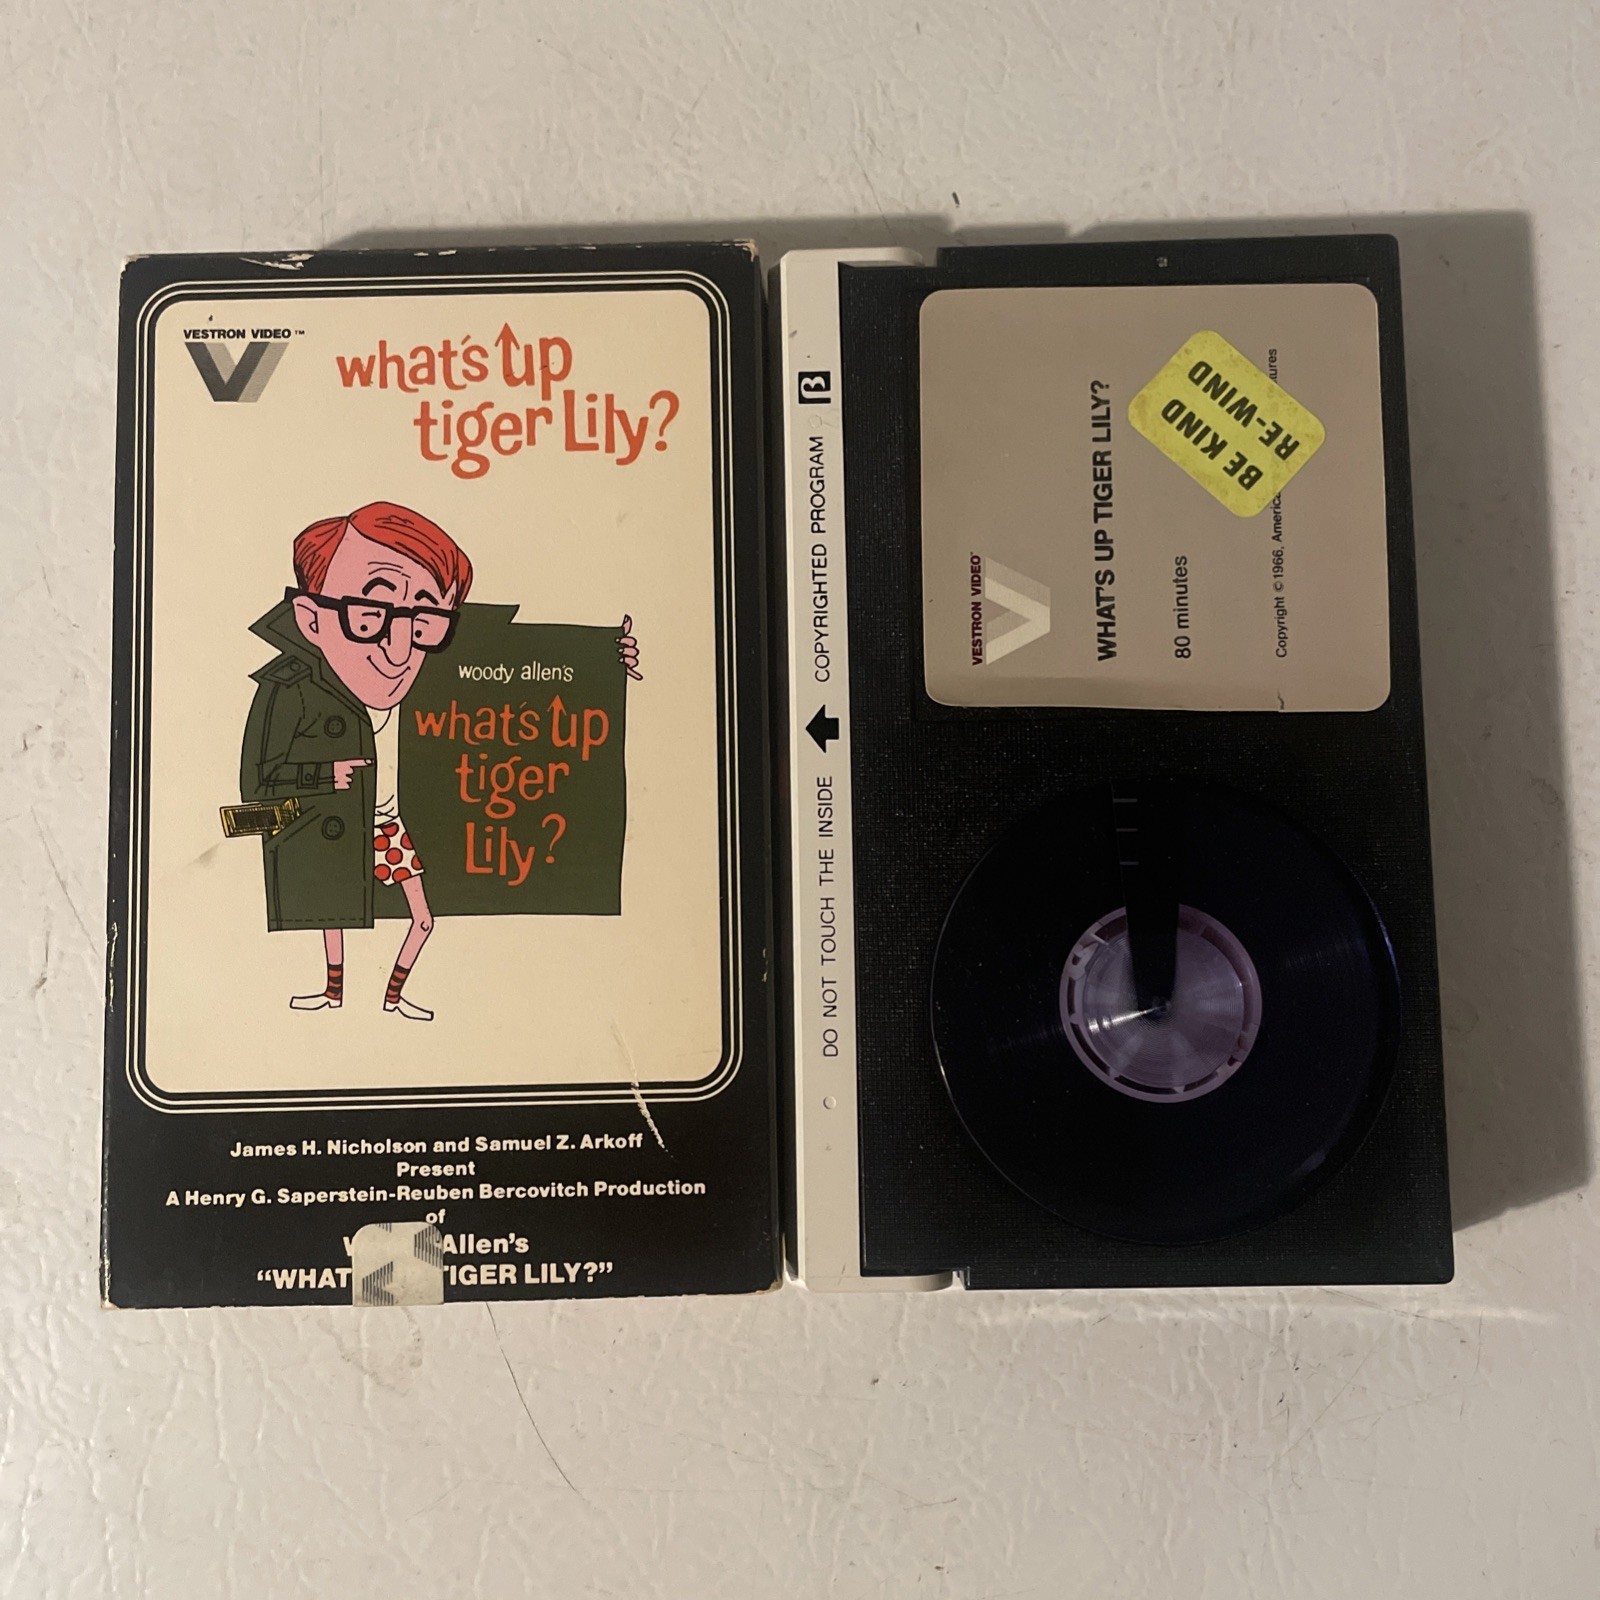 VESTRON VIDEO™
what's up
tiger Lily?
woody allen's
what's up
tiger
Lily?
James H. Nicholson and Samuel Z. Arkoff
Present
A Henry G. Saperstein-Reuben Bercovitch Production
of
Allen's
"WHAT TIGER LILY?"
DO NOT TOUCH THE INSIDE COPYRIGHTED PROGRAM β
VESTRON VIDEO
WHAT'S UP TIGER LILY?
80 minutes
Copyright © 1966,
BE KIND
RE-WIND